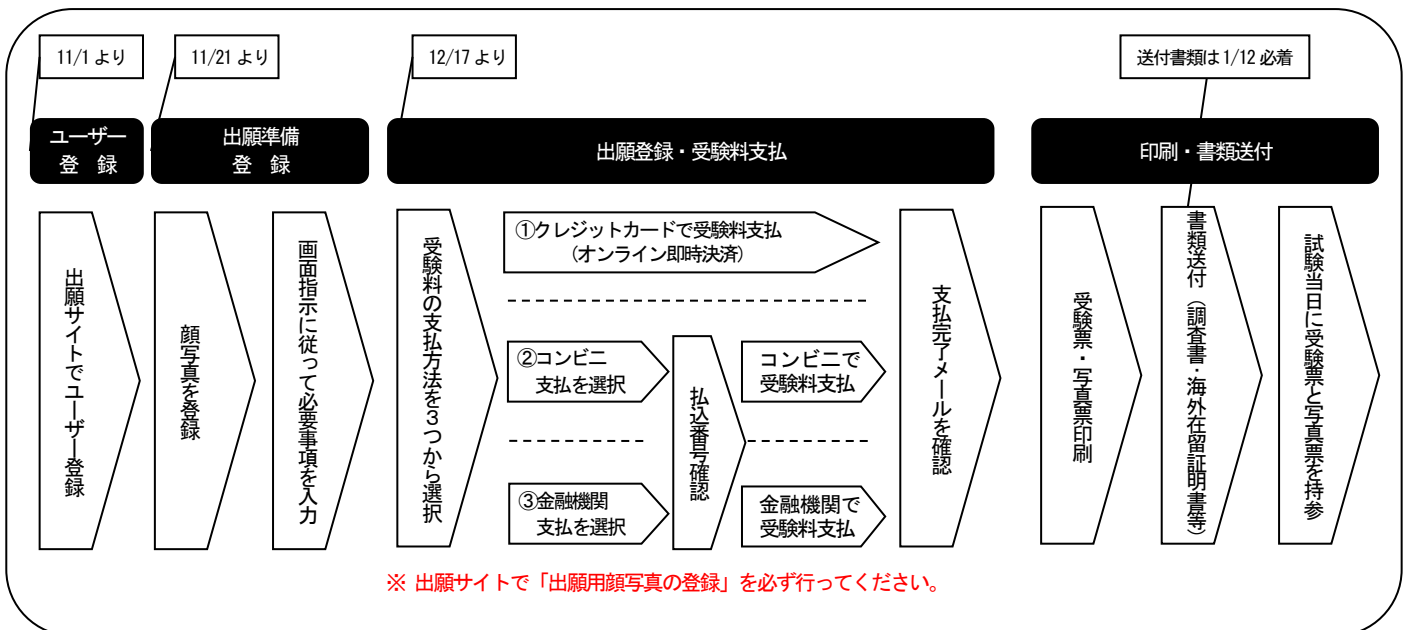 11/1 より
11/21 より
12/17 より
送付書類は 1/12 必着
ユーザー
登　録
出願準備
登　録
出願登録・受験料支払
印刷・書類送付
出願サイトでユーザー登録
顔写真を登録
画面指示に従って必要事項を入力
受験料の支払方法を３つから選択
①クレジットカードで受験料支払
（オンライン即時決済）
②コンビニ
支払を選択
③金融機関
支払を選択
払込番号確認
コンビニで
受験料支払
金融機関で
受験料支払
支払完了メールを確認
受験票・写真票印刷
書類送付（調査書・海外在留証明書等）
試験当日に受験票と写真票を持参
※ 出願サイトで「出願用顔写真の登録」を必ず行ってください。